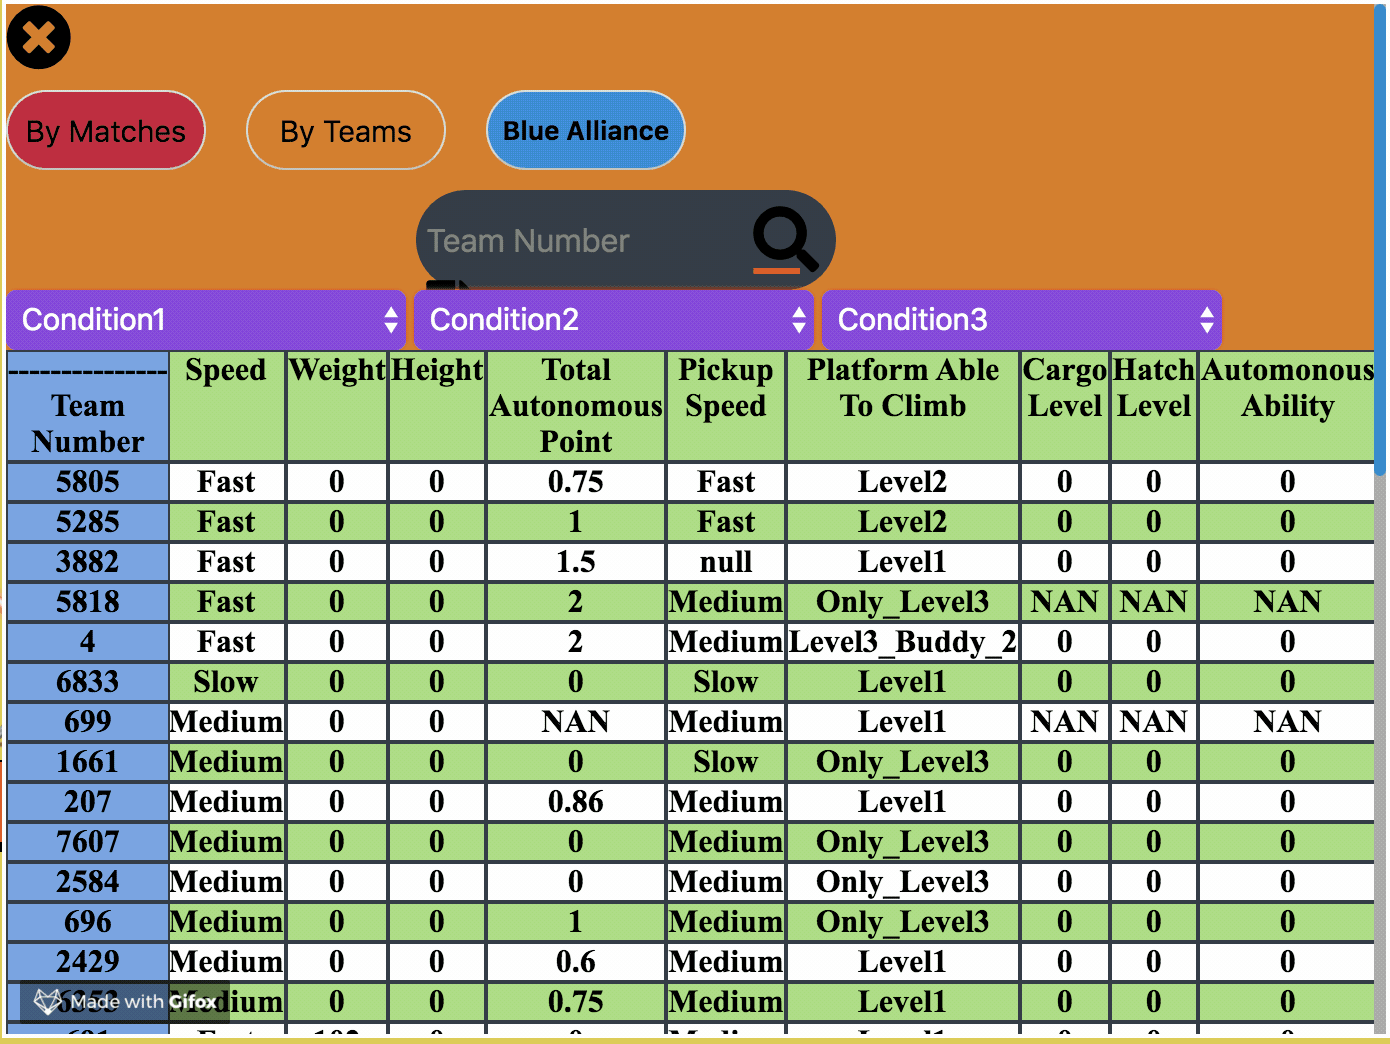 By Matches By Teams Blue Alliance
Team Number
Condition1 Condition2 Condition3
--------------- Speed Weight Height Total Pickup Platform Able Cargo Hatch Automonous
Team Autonomous Speed To Climb Level Level Ability
Number Point
5805 Fast 0 0 0.75 Fast Level2 0 0 0
5285 Fast 0 0 1 Fast Level2 0 0 0
3882 Fast 0 0 1.5 null Level1 0 0 0
5818 Fast 0 0 2 Medium Only_Level3 NAN NAN NAN
4 Fast 0 0 2 Medium Level3_Buddy_2 0 0 0
6833 Slow 0 0 0 Slow Level1 0 0 0
699 Medium 0 0 NAN Medium Level1 NAN NAN NAN
1661 Medium 0 0 0 Slow Only_Level3 0 0 0
207 Medium 0 0 0.86 Medium Level1 0 0 0
7607 Medium 0 0 0 Medium Only_Level3 0 0 0
2584 Medium 0 0 0 Medium Only_Level3 0 0 0
696 Medium 0 0 1 Medium Only_Level3 0 0 0
2429 Medium 0 0 0.6 Medium Level1 0 0 0
Medium 0 0 0.75 Medium Level1 0 0 0
Made with Gifox